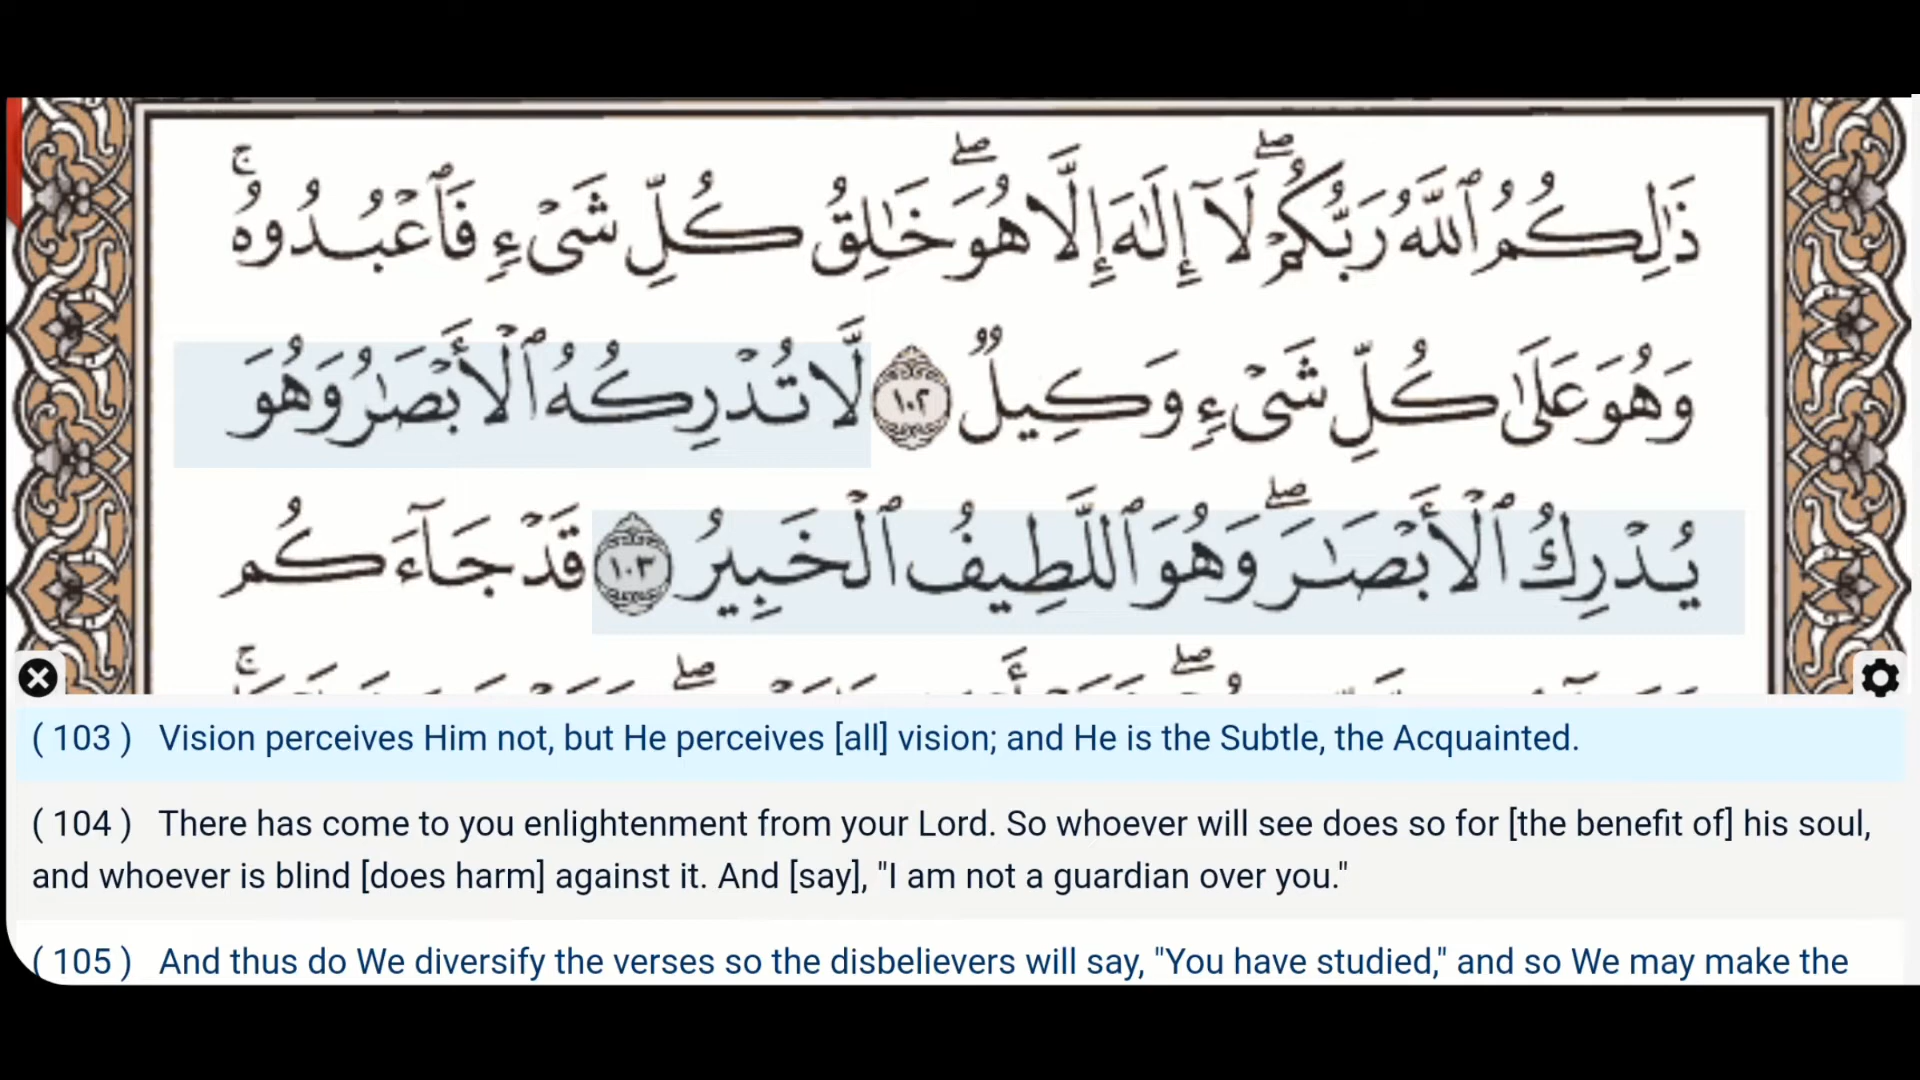 ذَٰلِكُمُ ٱللَّهُ رَبُّكُمْ ۖ لَآ إِلَٰهَ إِلَّا هُوَ ۖ خَٰلِقُ كُلِّ شَىْءٍ فَٱعْبُدُوهُ ۚ
وَهُوَ عَلَىٰ كُلِّ شَىْءٍ وَكِيلٌ ١٠٢ لَّا تُدْرِكُهُ ٱلْأَبْصَٰرُ وَهُوَ
يُدْرِكُ ٱلْأَبْصَٰرَ ۖ وَهُوَ ٱللَّطِيفُ ٱلْخَبِيرُ ١٠٣ قَدْ جَآءَكُم
( 103 ) Vision perceives Him not, but He perceives [all] vision; and He is the Subtle, the Acquainted.
( 104 ) There has come to you enlightenment from your Lord. So whoever will see does so for [the benefit of] his soul,
and whoever is blind [does harm] against it. And [say], "I am not a guardian over you."
( 105 ) And thus do We diversify the verses so the disbelievers will say, "You have studied," and so We may make the